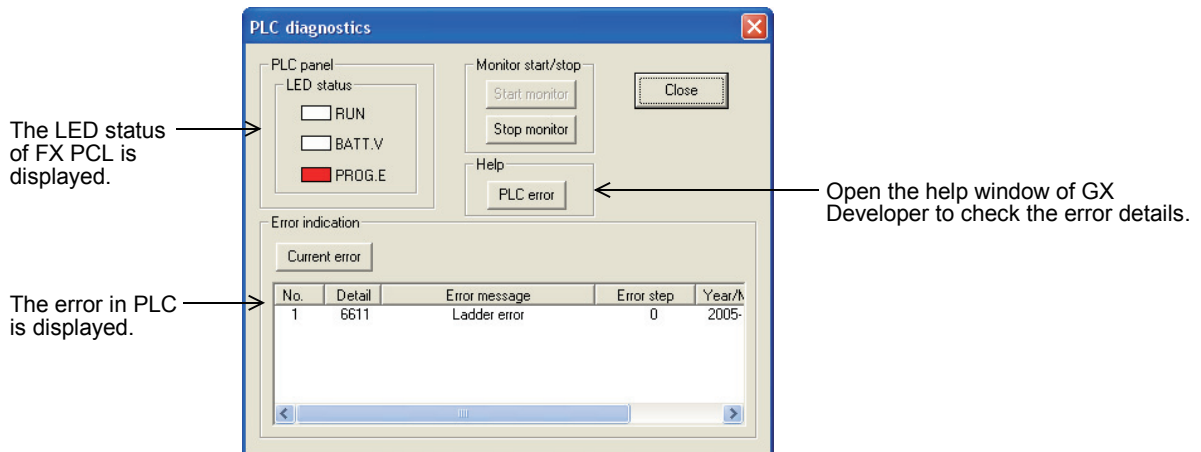 PLC diagnostics
PLC panel
LED status
RUN
BATT.V
PROG.E
Monitor start/stop
Start monitor
Stop monitor
Close
Help
PLC error
The LED status
of FX PCL is
displayed.
Open the help window of GX
Developer to check the error details.
Error indication
Current error
The error in PLC
is displayed.
No. Detail Error message Error step Year/M
1 6611 Ladder error 0 2005-